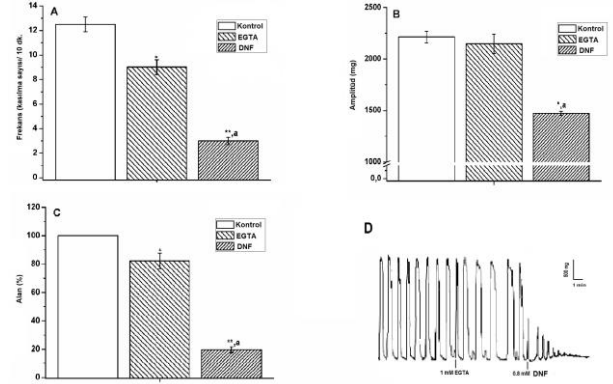 A
Kontrol
EGTA
DNF
Frekans (kasılma sayısı/ 10 dk.
14
12
10
8
6
4
2
0
*
**,a
B
Kontrol
EGTA
DNF
Amplitud (mg)
2500
2000
1500
1000
0,0
*,a
C
Kontrol
EGTA
DNF
Alan (%)
120
100
80
60
40
20
0
*
**,a
D
500 mg
1 min
1 mM EGTA
0.8 mM DNF